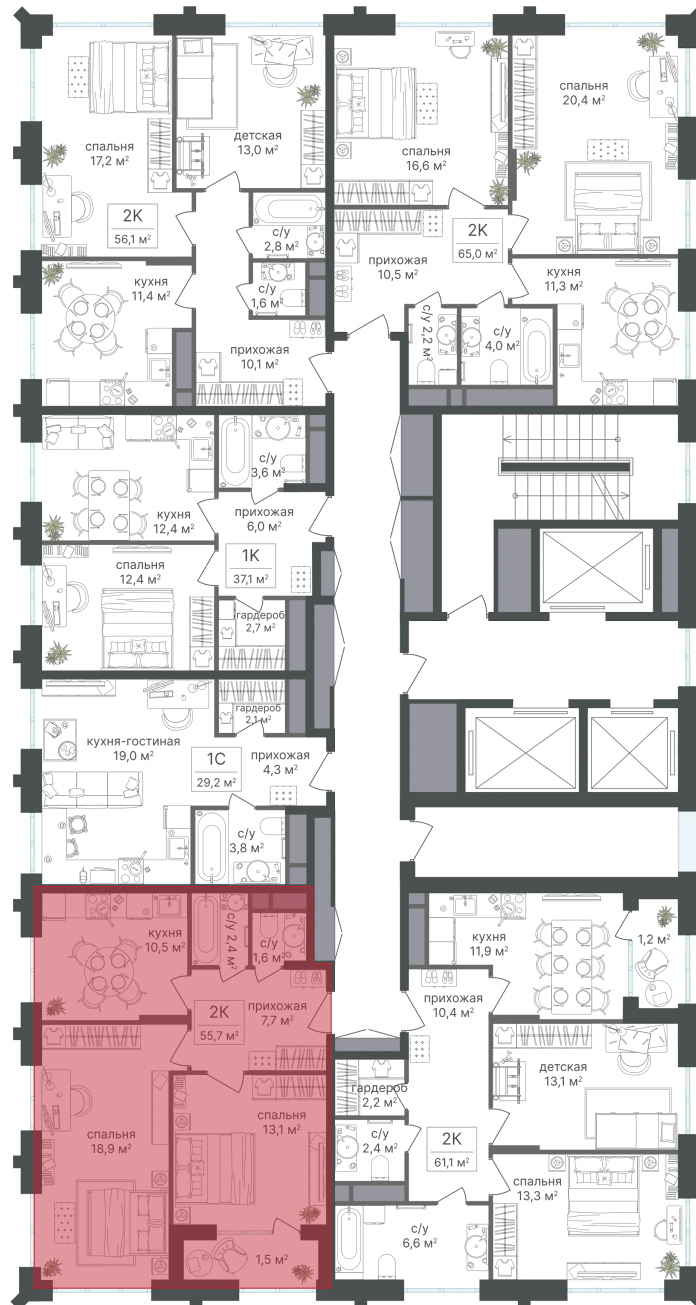 спальня
17,2 м²
детская
13,0 м²
2К
56,1 м²
с/у
2,8 м²
кухня
11,4 м²
с/у
1,6 м²
прихожая
10,1 м²
спальня
16,6 м²
спальня
20,4 м²
2К
65,0 м²
прихожая
10,5 м²
кухня
11,3 м²
с/у 2,2 м²
с/у
4,0 м²
с/у
3,6 м²
кухня
12,4 м²
прихожая
6,0 м²
спальня
12,4 м²
1К
37,1 м²
гардероб
2,7 м²
гардероб
2,1 м²
кухня-гостиная
19,0 м²
1С
29,2 м²
прихожая
4,3 м²
с/у
3,8 м²
кухня
10,5 м²
с/у 2,4 м²
с/у
1,6 м²
2К
55,7 м²
прихожая
7,7 м²
спальня
18,9 м²
спальня
13,1 м²
1,5 м²
кухня
11,9 м²
1,2 м²
прихожая
10,4 м²
детская
13,1 м²
гардероб
2,2 м²
с/у
2,4 м²
2К
61,1 м²
спальня
13,3 м²
с/у
6,6 м²